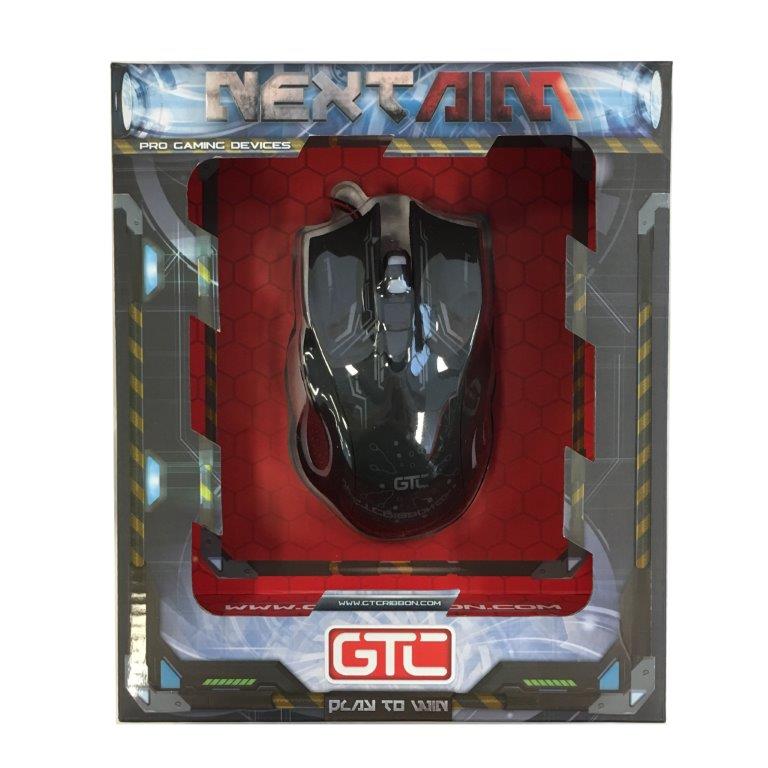 NEXTAIM
PRO GAMING DEVICES
GTC
WWW.GTCRIBBON.COM
GTC
PLAY TO WIN